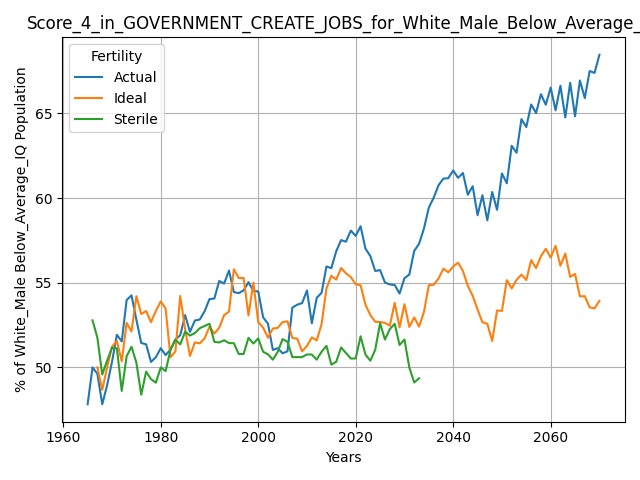 Score_4_in_GOVERNMENT_CREATE_JOBS_for_White_Male_Below_Average_
% of White_Male Below_Average_IQ Population
Fertility
Actual
Ideal
Sterile
65
60
55
50
1960
1980
2000
2020
2040
2060
Years